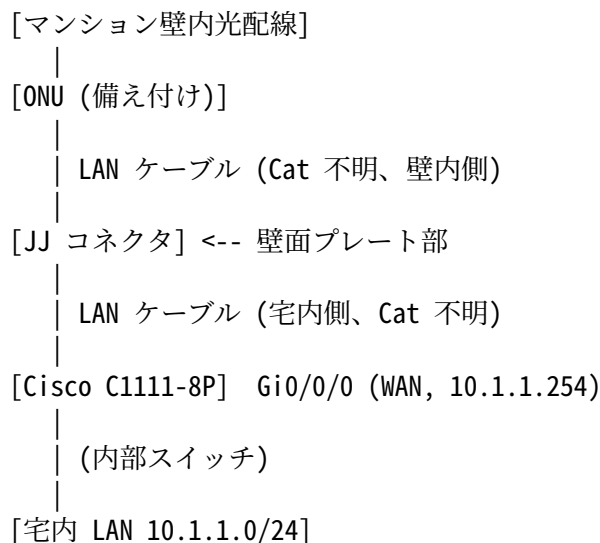 [マンション壁内光配線]
|
[ONU (備え付け)]
|
| LAN ケーブル (Cat 不明、壁内側)
|
[JJ コネクタ] <-- 壁面プレート部
|
| LAN ケーブル (宅内側、Cat 不明)
|
[Cisco C1111-8P] Gi0/0/0 (WAN, 10.1.1.254)
|
| (内部スイッチ)
|
[宅内 LAN 10.1.1.0/24]